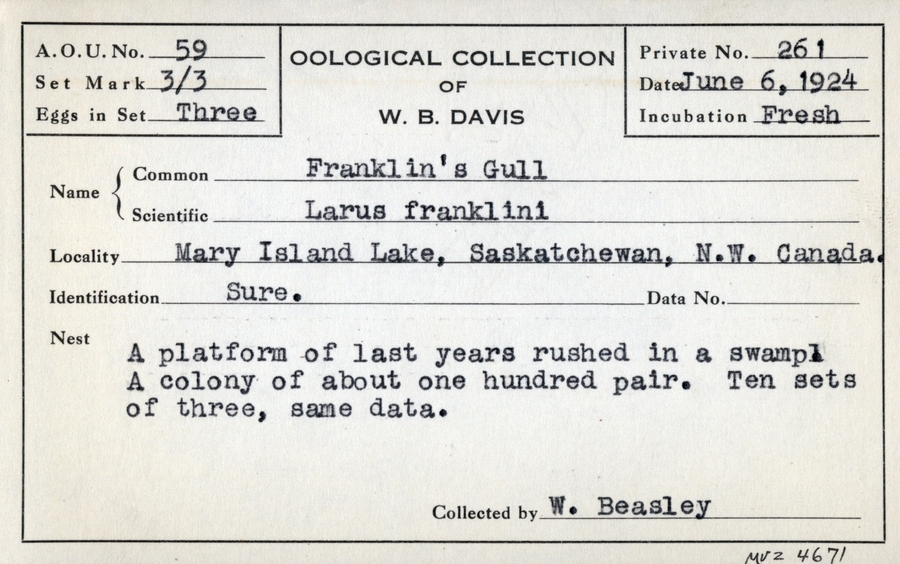 A.O.U. No. 59
Set Mark 3/3
Eggs in Set Three
OOLOGICAL COLLECTION
OF
W. B. DAVIS
Private No. 261
Date June 6, 1924
Incubation Fresh
Name
Common Franklin's Gull
Scientific Larus franklini
Locality Mary Island Lake, Saskatchewan, N.W. Canada.
Identification Sure. Data No.
Nest
A platform of last years rushed in a swamp
A colony of about one hundred pair. Ten sets
of three, same data.
Collected by W. Beasley
MVZ 4671